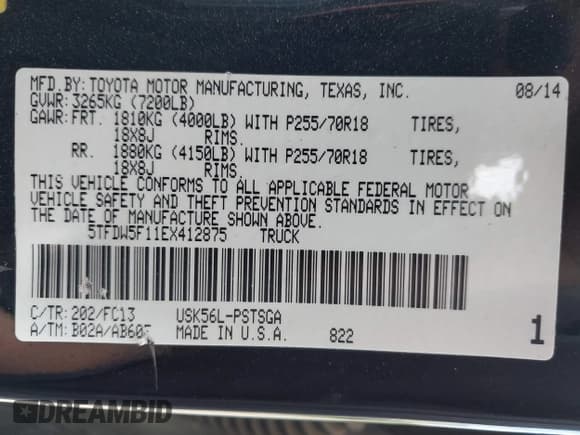 MFD.BY: TOYOTA MOTOR MANUFACTURING, TEXAS, INC. 08/14
GVWR: 3265KG (7200LB)
GAWR: FRT. 1810KG (4000LB) WITH P255/70R18 TIRES,
18X8J RIMS.
RR. 1880KG (4150LB) WITH P255/70R18 TIRES,
18X8J RIMS.
THIS VEHICLE CONFORMS TO ALL APPLICABLE FEDERAL MOTOR
VEHICLE SAFETY AND THEFT PREVENTION STANDARDS IN EFFECT ON
THE DATE OF MANUFACTURE SHOWN ABOVE.
5TFDW5F11EX412875 TRUCK
C/TR: 202/FC13 USK56L-PSTSGA
A/TM: MADE IN U.S.A. 822 1
DREAMBID